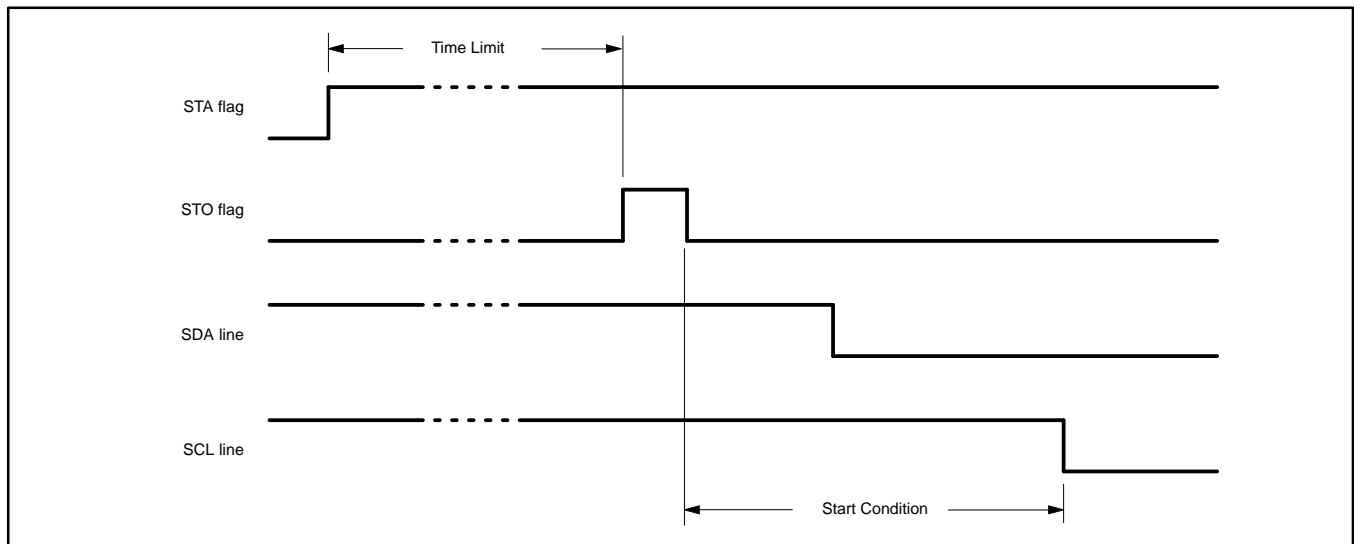 Time Limit
STA flag
STO flag
SDA line
SCL line
Start Condition